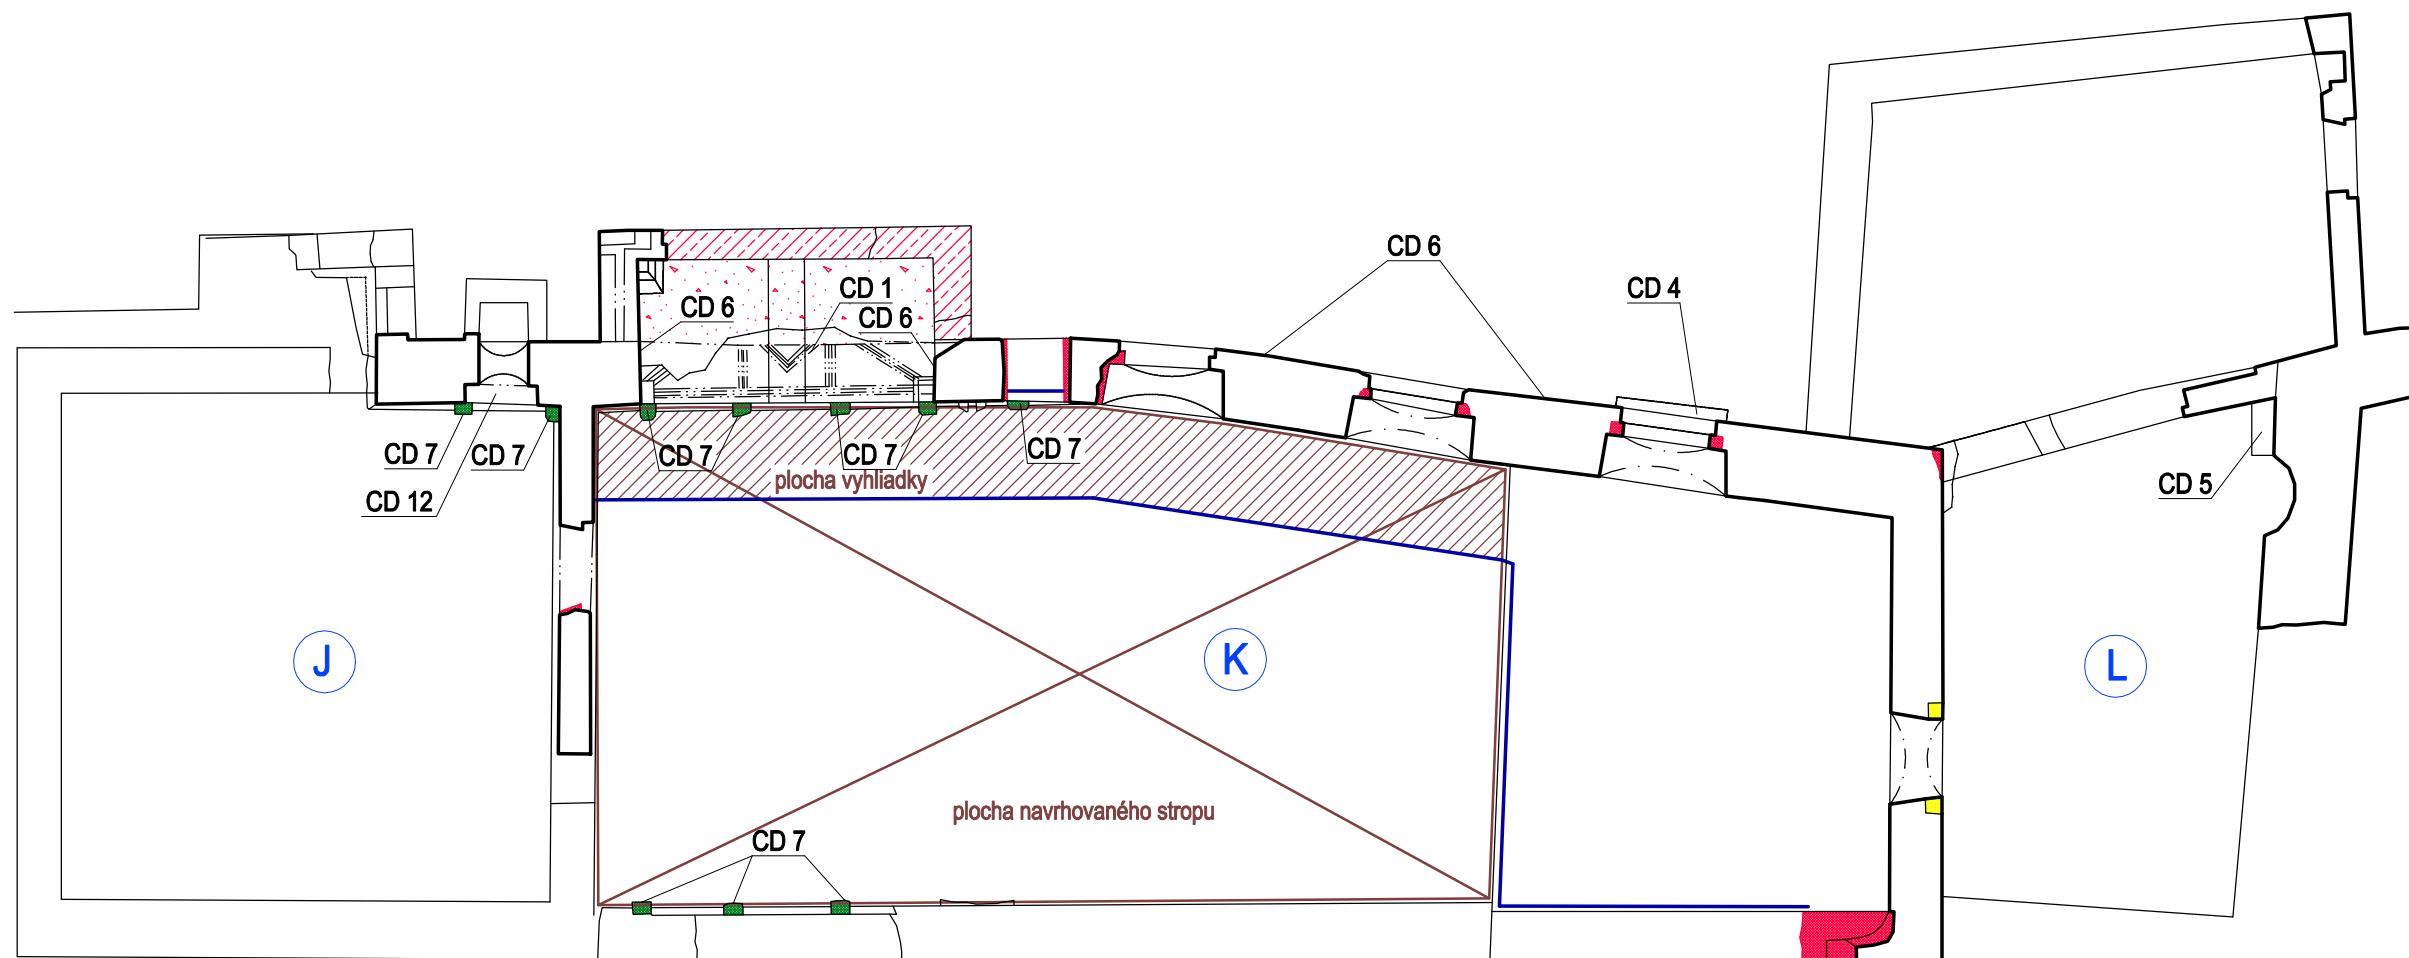 CD 6
CD 4
CD 1
CD 6
CD 6
CD 7
CD 7
CD 7
CD 7
CD 7
plocha vyhliadky
CD 12
CD 5
J
K
L
plocha navrhovaného stropu
CD 7